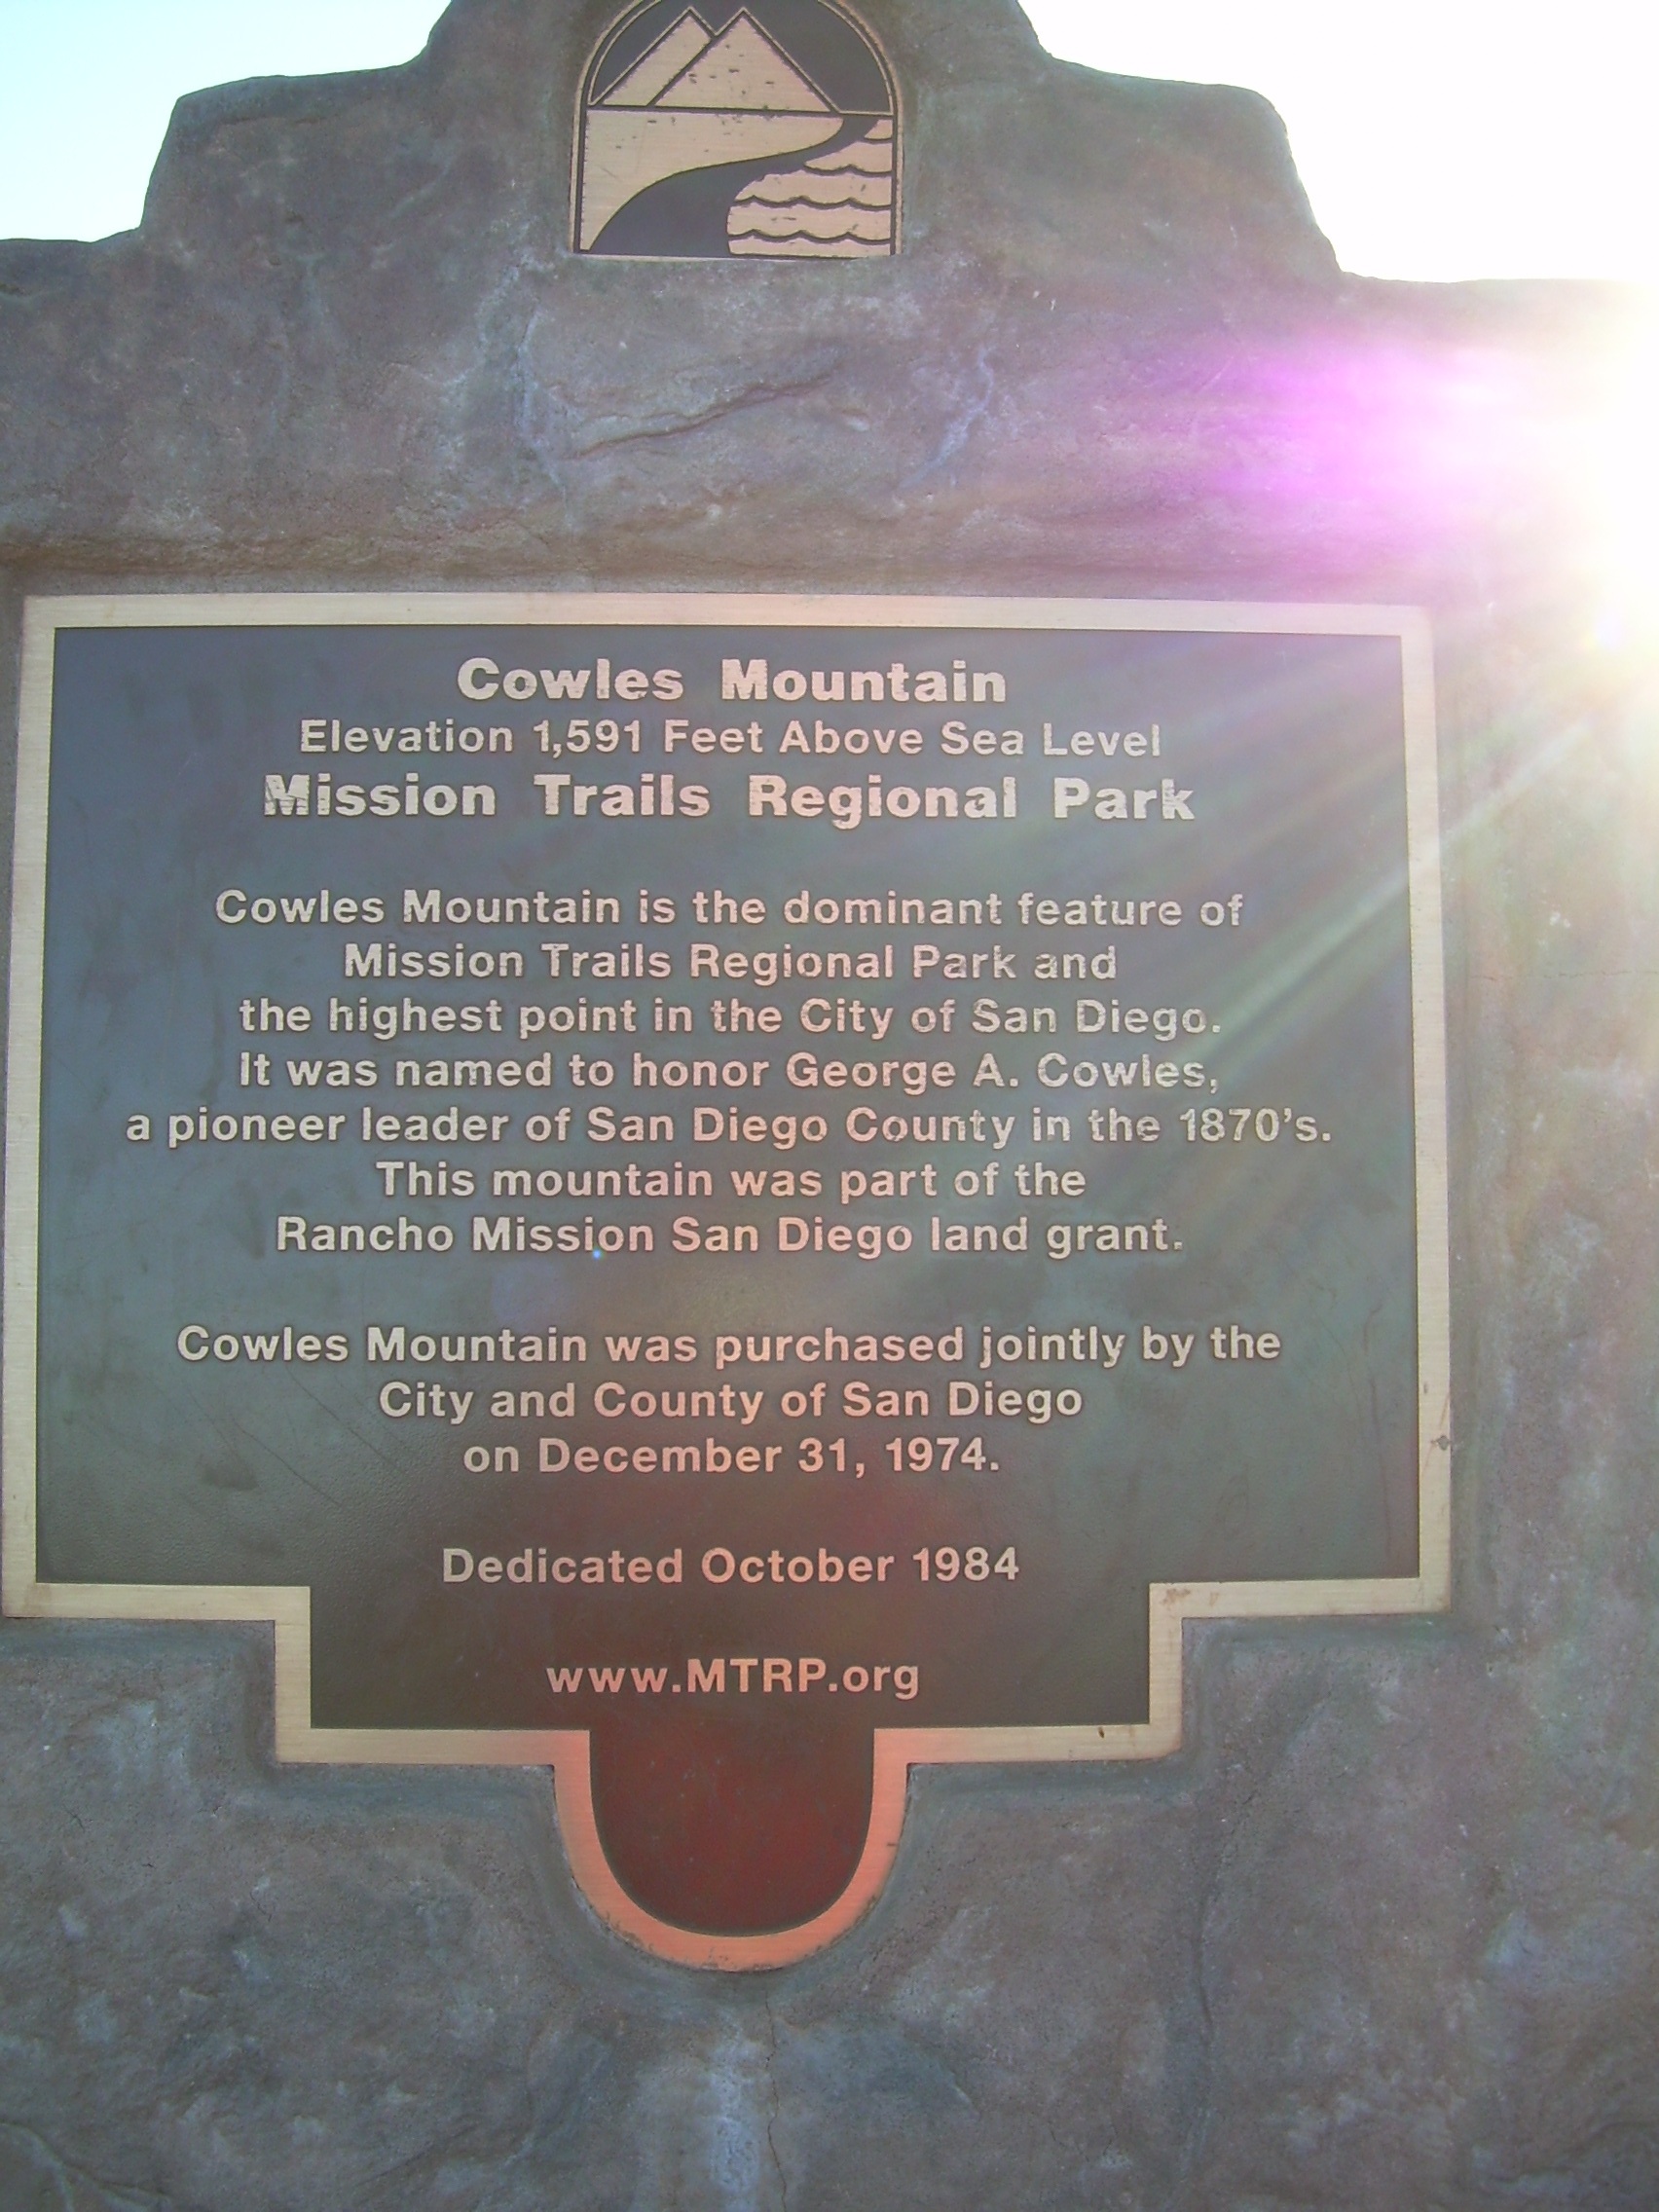 Cowles Mountain
Elevation 1,591 Feet Above Sea Level
Mission Trails Regional Park
Cowles Mountain is the dominant feature of
Mission Trails Regional Park and
the highest point in the City of San Diego.
It was named to honor George A. Cowles,
a pioneer leader of San Diego County in the 1870's.
This mountain was part of the
Rancho Mission San Diego land grant.
Cowles Mountain was purchased jointly by the
City and County of San Diego
on December 31, 1974.
Dedicated October 1984
www.MTRP.org